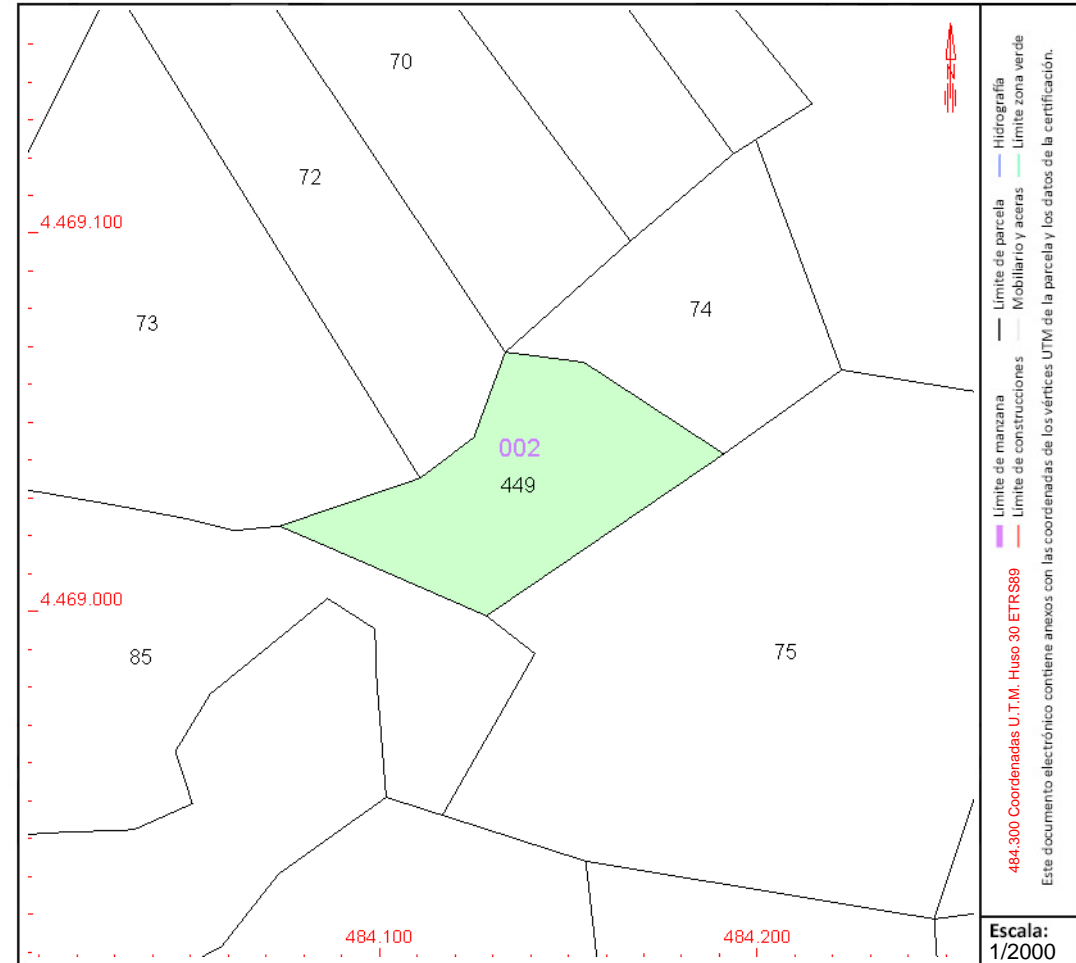 70
72
4.469.100
73
74
002
449
4.469.000
85
75
484.100
484.200
N
Límite de manzana
Límite de parcela
Hidrografía
Límite de construcciones
Mobiliario y aceras
Límite zona verde
484.300 Coordenadas U.T.M. Huso 30 ETRS89
Este documento electrónico contiene anexos con las coordenadas de los vértices UTM de la parcela y los datos de la certificación.
Escala:
1/2000